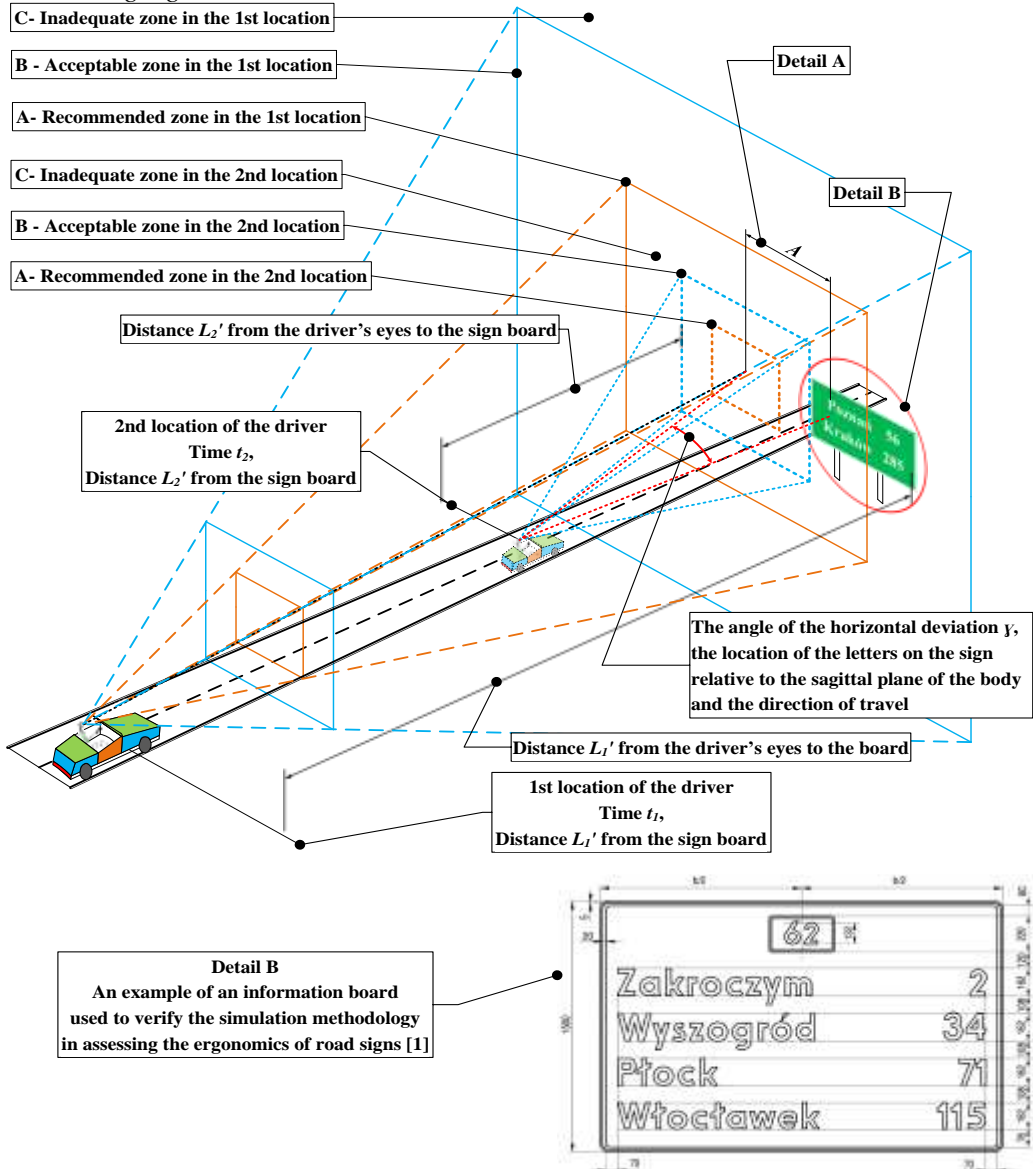 C- Inadequate zone in the 1st location
B - Acceptable zone in the 1st location
Detail A
A- Recommended zone in the 1st location
C- Inadequate zone in the 2nd location
Detail B
B - Acceptable zone in the 2nd location
A
A- Recommended zone in the 2nd location
Distance L2' from the driver's eyes to the sign board
2nd location of the driver
Time t2,
Distance L2' from the sign board
Poznań 56
Kraków 285
The angle of the horizontal deviation ɣ,
the location of the letters on the sign
relative to the sagittal plane of the body
and the direction of travel
Distance L1' from the driver's eyes to the board
1st location of the driver
Time t1,
Distance L1' from the sign board
Detail B
An example of an information board
used to verify the simulation methodology
in assessing the ergonomics of road signs [1]
62
Zakroczym 2
Wyszogród 34
Płock 71
Włocławek 115
70
70